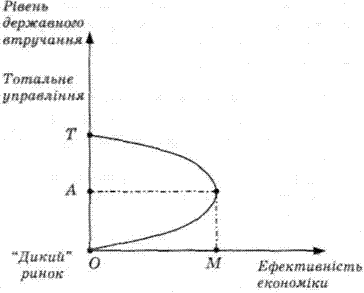 Рівень
державного
втручання
Тотальне
управління
Т
А
"Дикий"
ринок
О
М
Ефективність
економіки